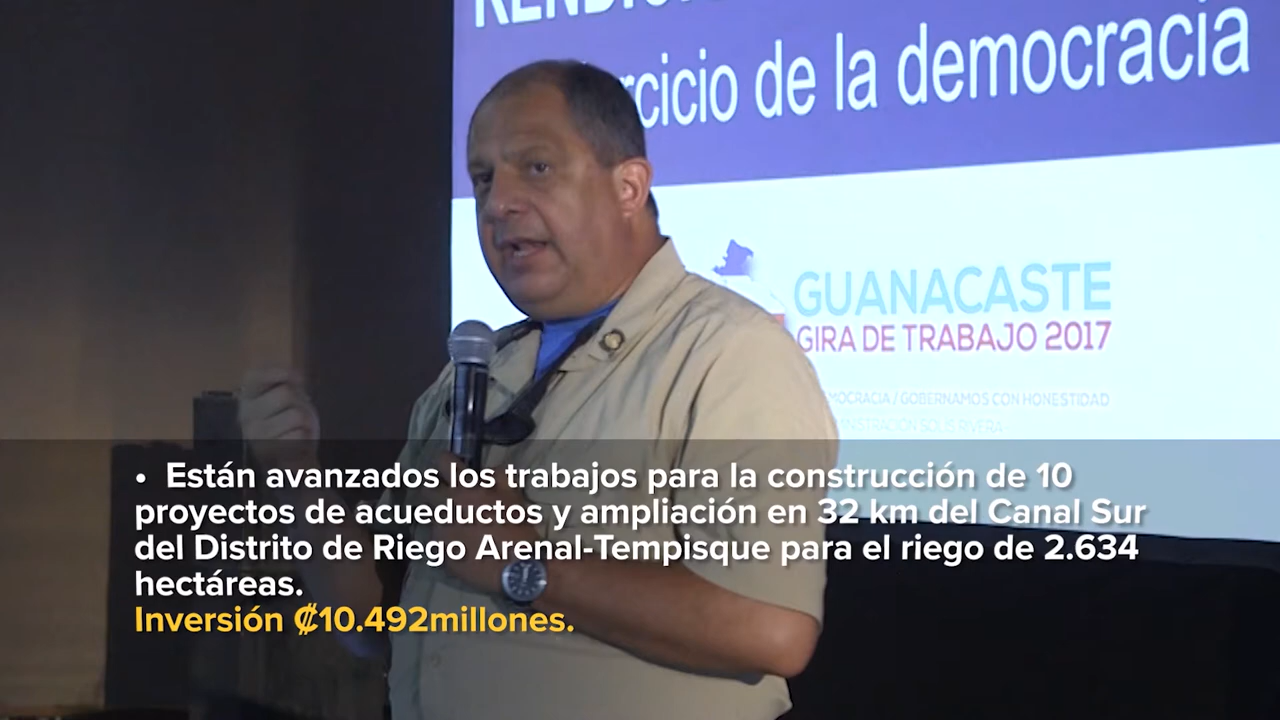 de la democracia
GUANACASTE
GIRA DE TRABAJO 2017
GOBERNAMOS CON HONESTIDAD
• Están avanzados los trabajos para la construcción de 10
proyectos de acueductos y ampliación en 32 km del Canal Sur
del Distrito de Riego Arenal-Tempisque para el riego de 2.634
hectáreas.
Inversión ₡10.492millones.